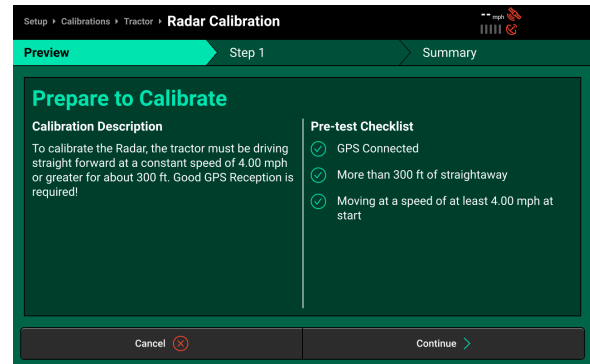 Setup ▸ Calibrations ▸ Tractor ▸ Radar Calibration
-- mph
Preview
Step 1
Summary
Prepare to Calibrate
Calibration Description
To calibrate the Radar, the tractor must be driving
straight forward at a constant speed of 4.00 mph
or greater for about 300 ft. Good GPS Reception is
required!
Pre-test Checklist
GPS Connected
More than 300 ft of straightaway
Moving at a speed of at least 4.00 mph at
start
Cancel
Continue